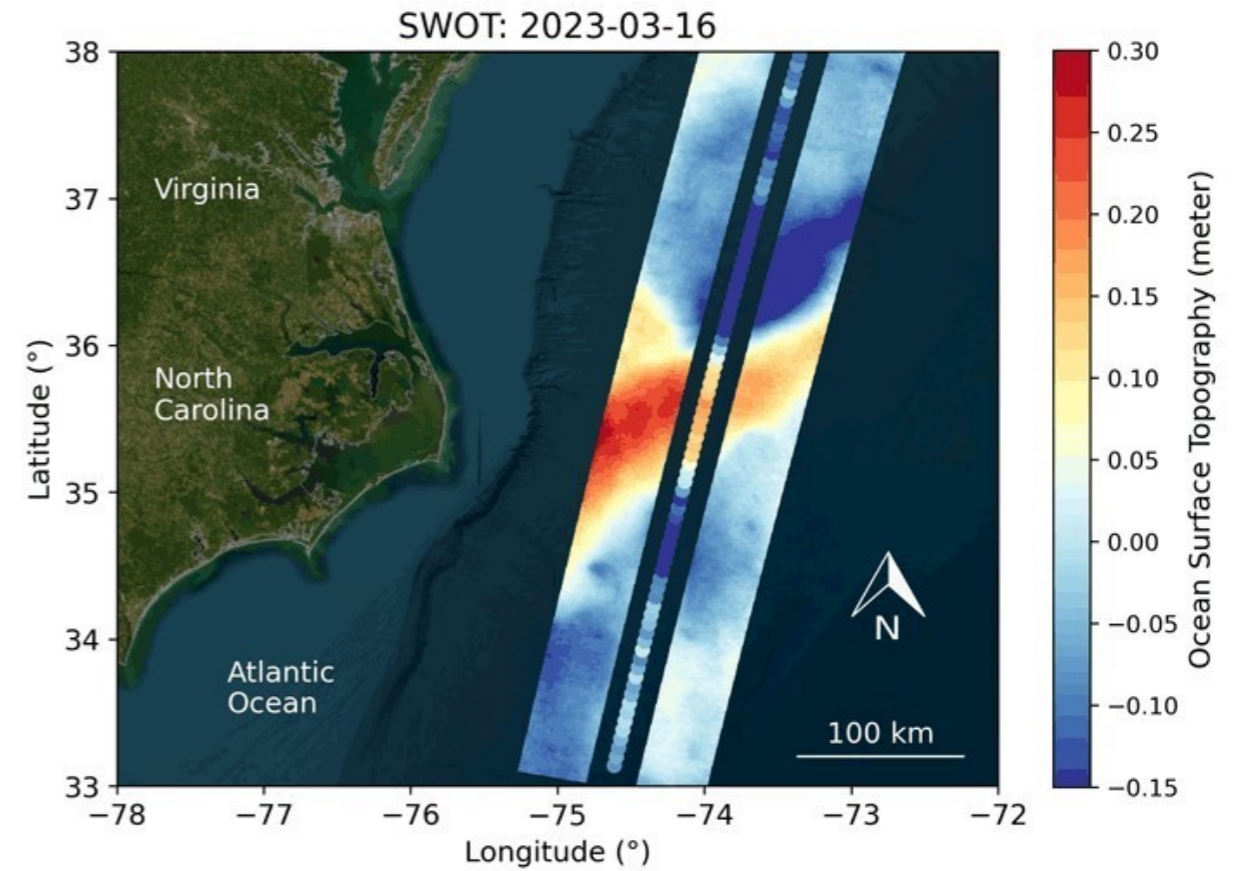 SWOT: 2023-03-16
38
37
36
35
34
33
Latitude (°)
−78
−77
−76
−75
−74
−73
−72
Longitude (°)
Virginia
North
Carolina
Atlantic
Ocean
N
100 km
0.30
0.25
0.20
0.15
0.10
0.05
0.00
−0.05
−0.10
−0.15
Ocean Surface Topography (meter)